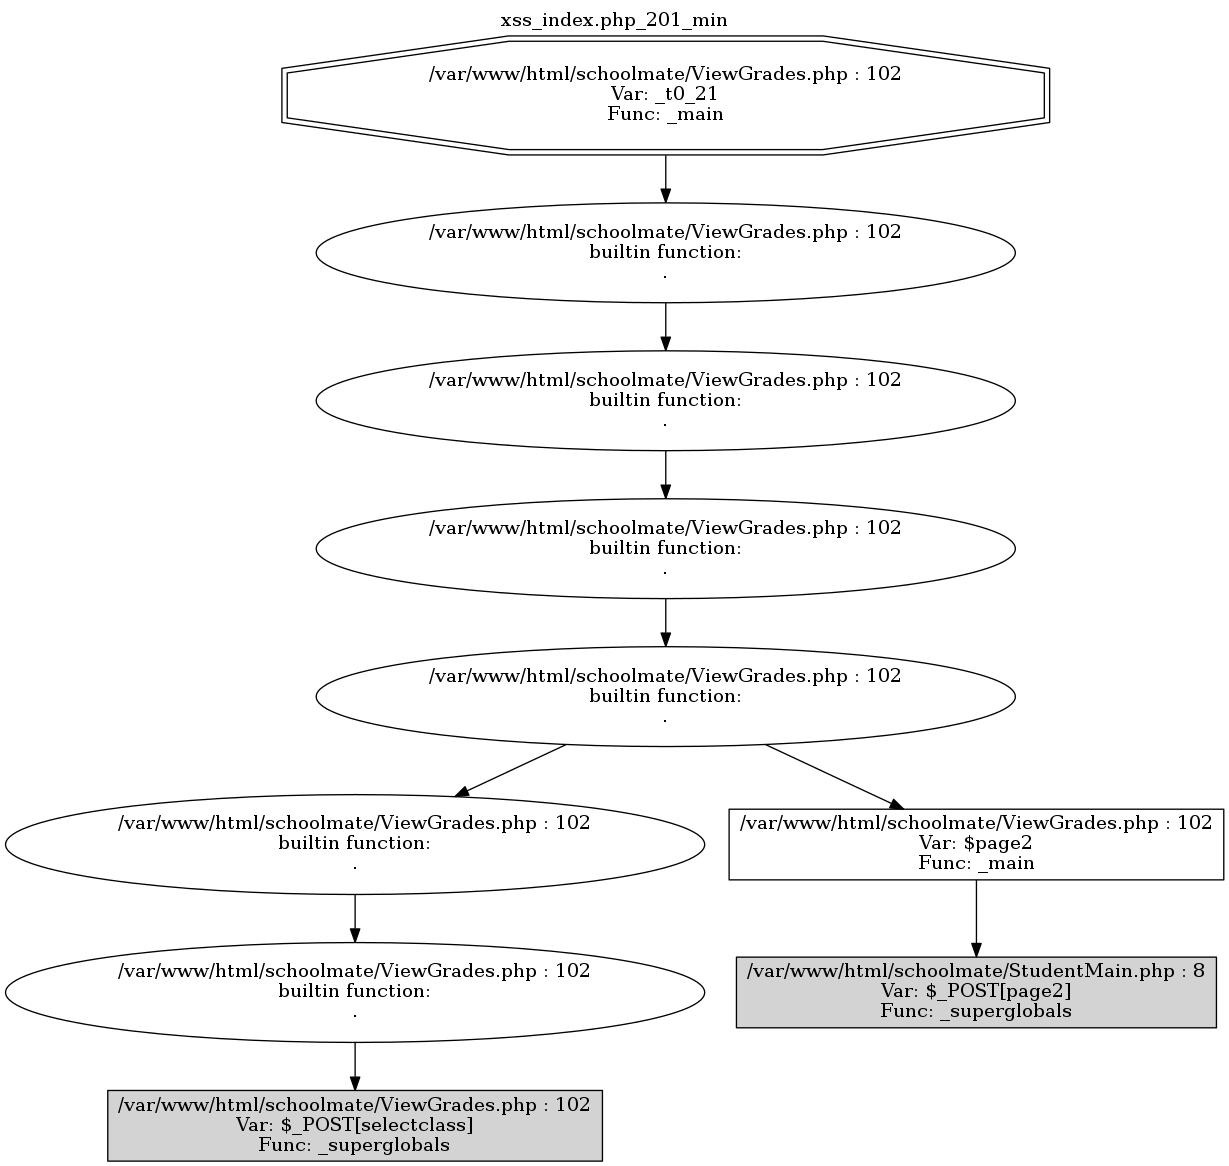 xss_index.php_201_min
/var/www/html/schoolmate/ViewGrades.php : 102
Var: _t0_21
Func: _main
/var/www/html/schoolmate/ViewGrades.php : 102
builtin function:
.
/var/www/html/schoolmate/ViewGrades.php : 102
builtin function:
.
/var/www/html/schoolmate/ViewGrades.php : 102
builtin function:
.
/var/www/html/schoolmate/ViewGrades.php : 102
builtin function:
.
/var/www/html/schoolmate/ViewGrades.php : 102
builtin function:
.
/var/www/html/schoolmate/ViewGrades.php : 102
Var: $page2
Func: _main
/var/www/html/schoolmate/ViewGrades.php : 102
builtin function:
.
/var/www/html/schoolmate/StudentMain.php : 8
Var: $_POST[page2]
Func: _superglobals
/var/www/html/schoolmate/ViewGrades.php : 102
Var: $_POST[selectclass]
Func: _superglobals